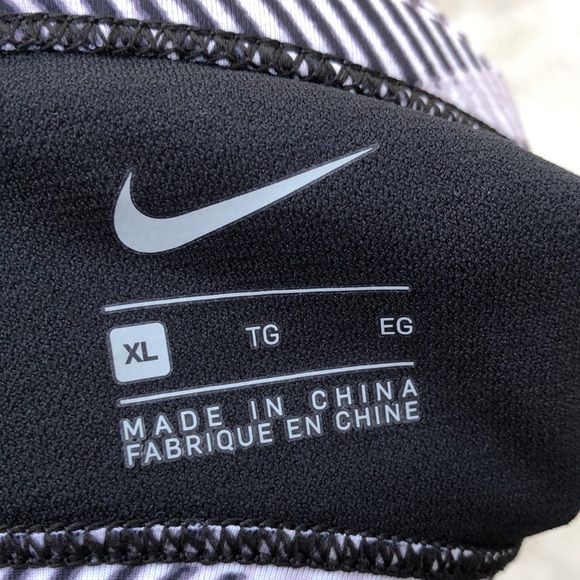 XL TG EG
MADE IN CHINA
FABRIQUE EN CHINE